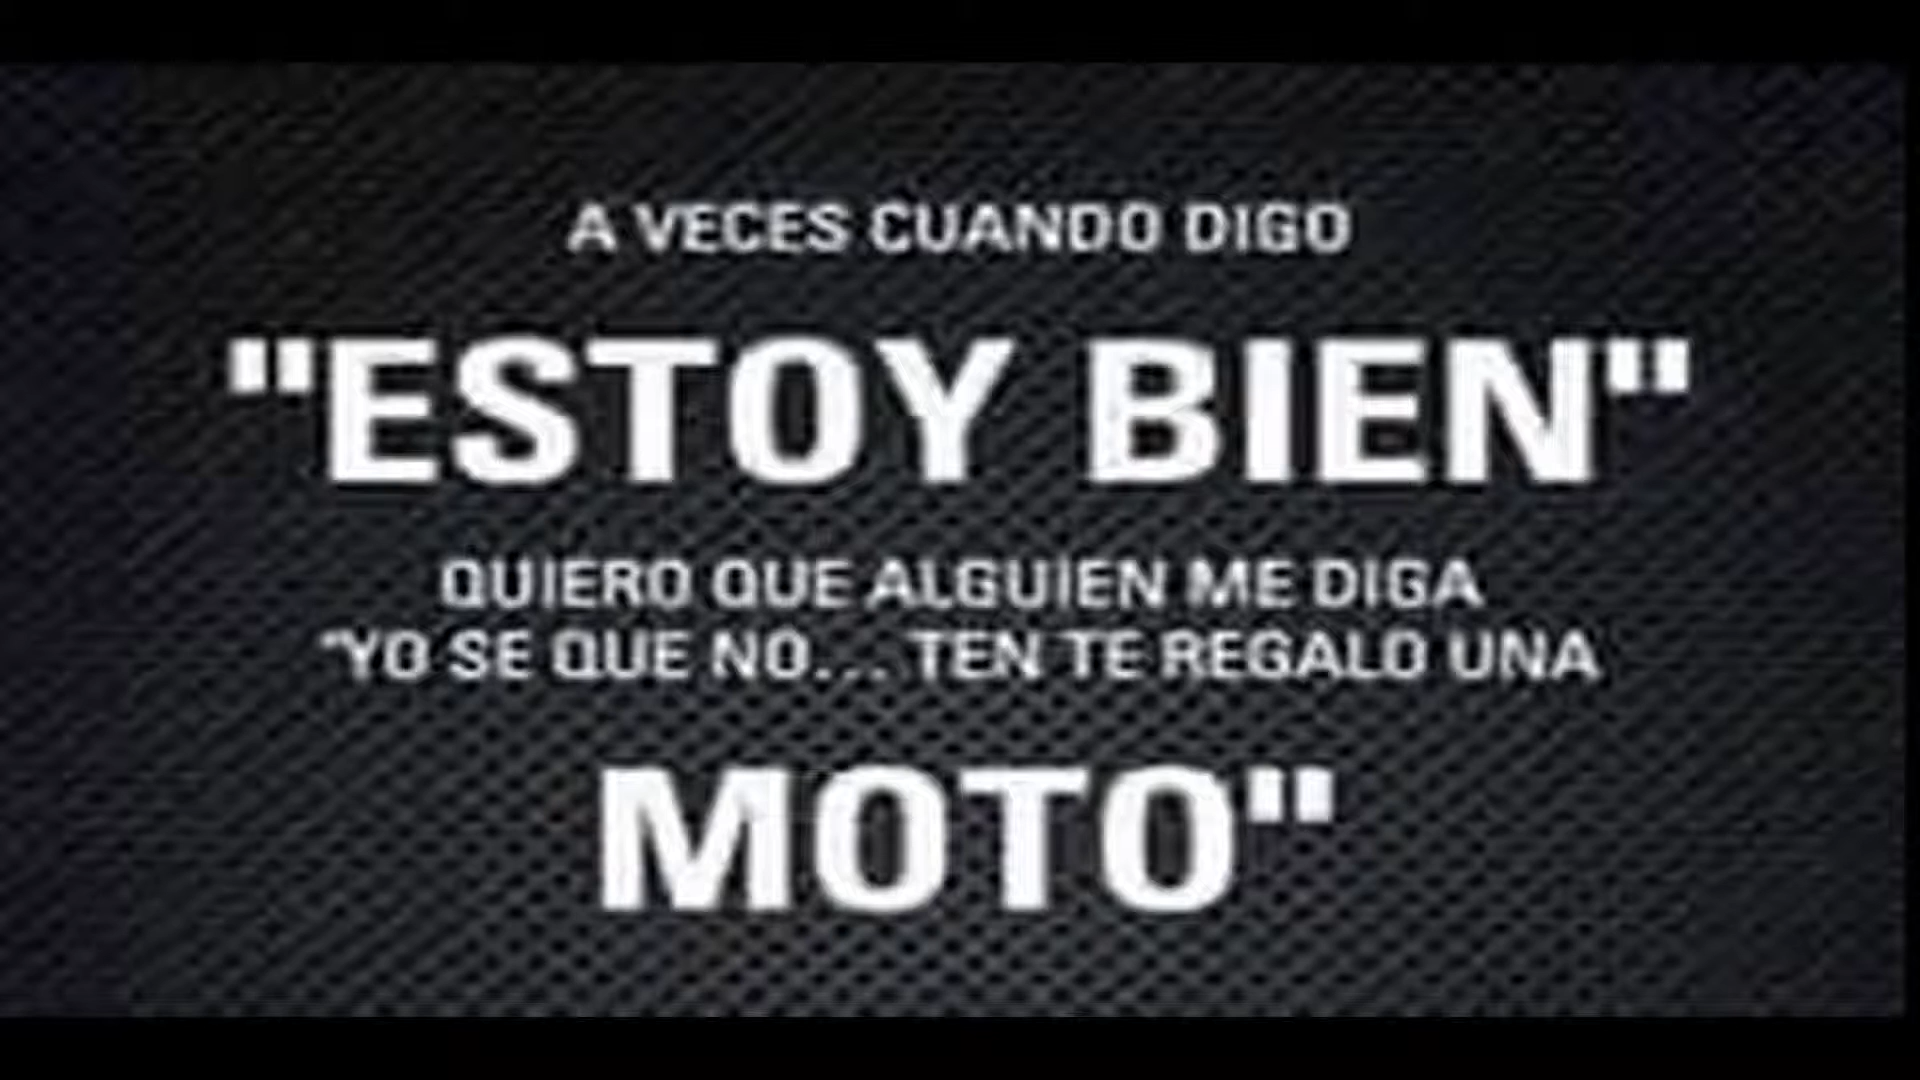 A VECES CUANDO DIGO
"ESTOY BIEN"
QUIERO QUE ALGUIEN ME DIGA
"YO SE QUE NO... TEN TE REGALO UNA
MOTO"